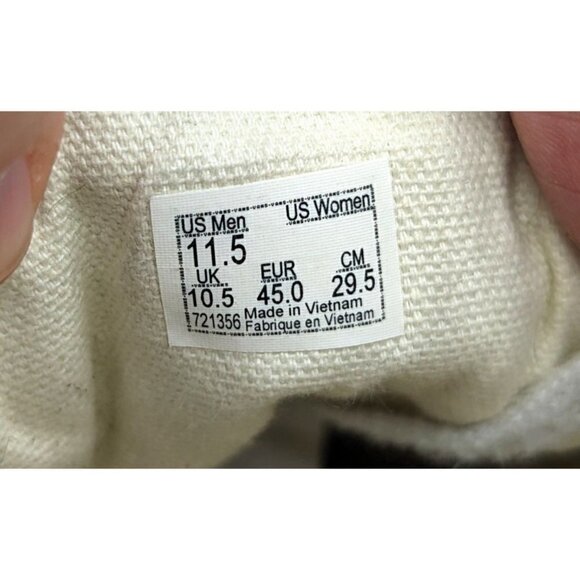 US Men US Women
11.5
UK EUR CM
10.5 45.0 29.5
721356 Made in Vietnam
Fabrique en Vietnam